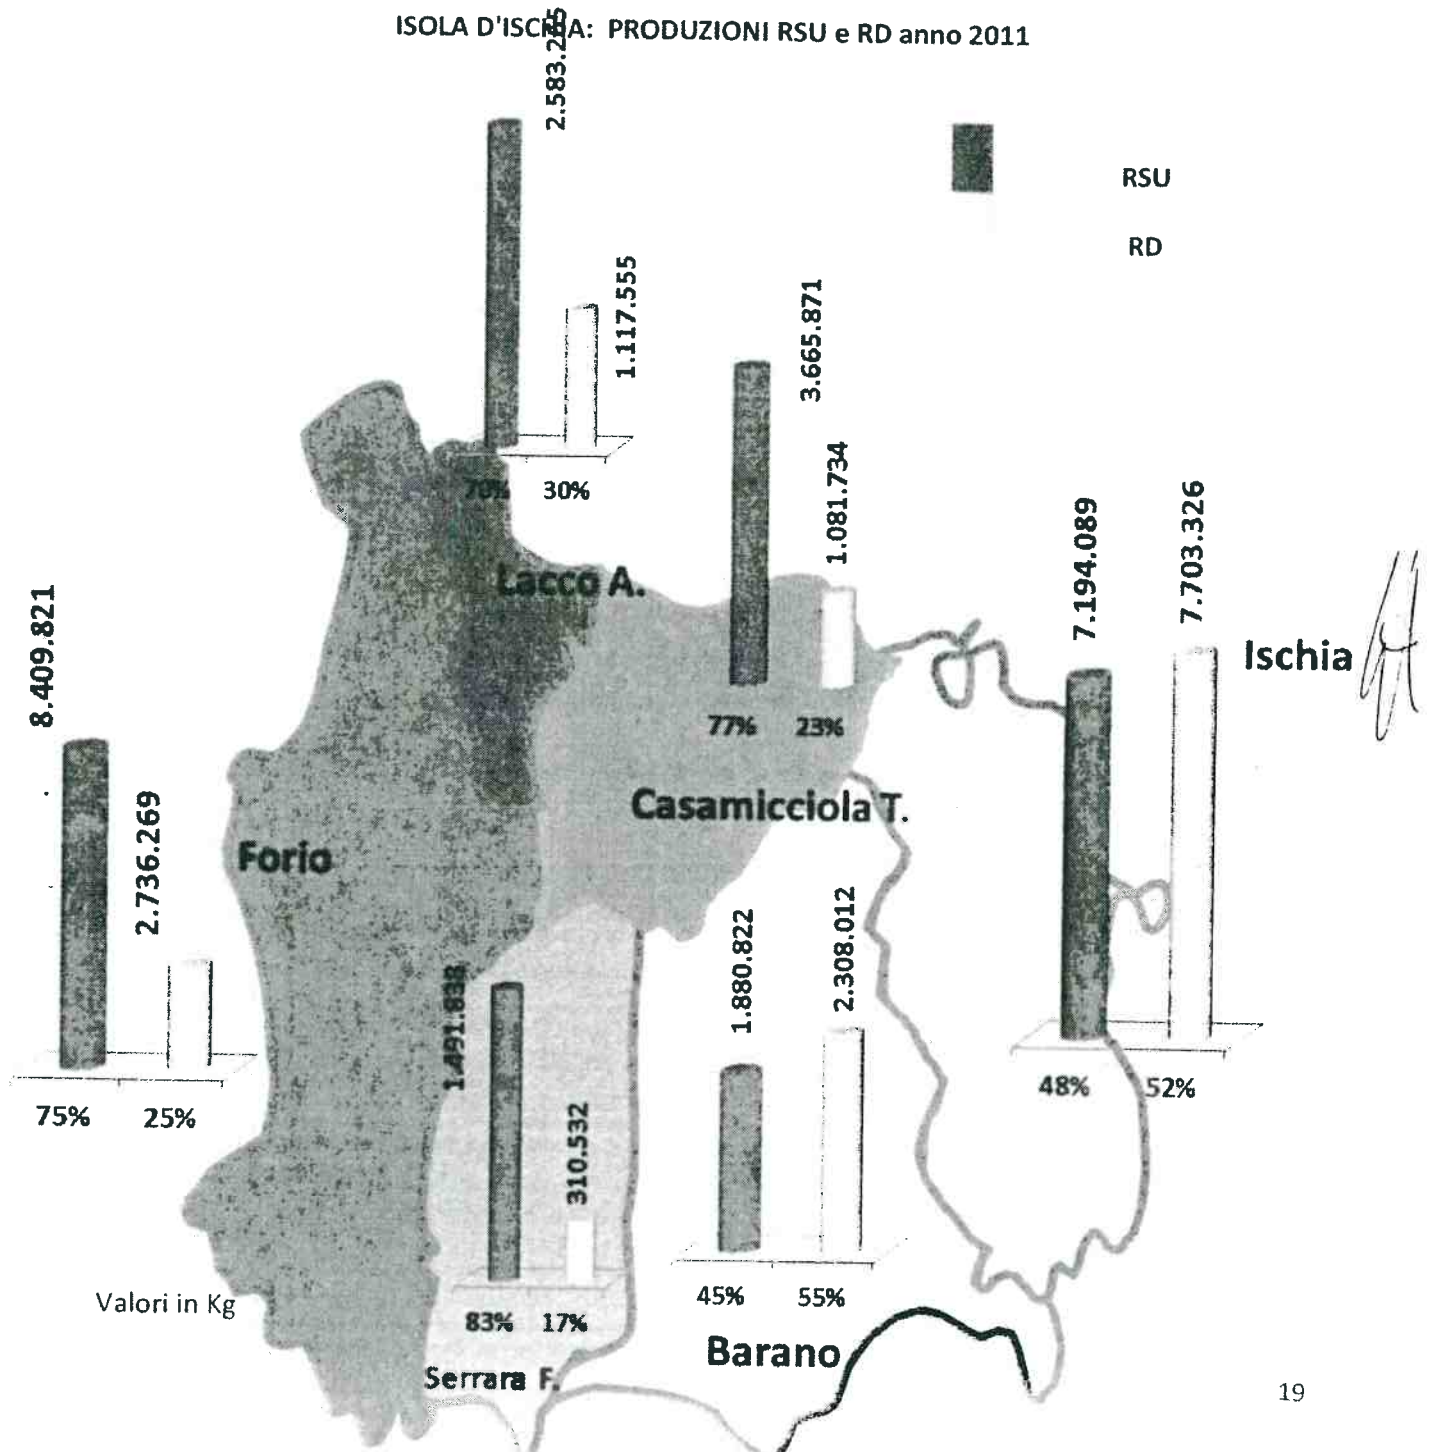 ISOLA D'ISCHIA: PRODUZIONI RSU e RD anno 2011
RSU
RD
1.117.555
70% 30%
Lacco A.
3.665.871
1.081.734
77% 23%
Casamicciola T.
7.194.089
7.703.326
48% 52%
Ischia
8.409.821
2.736.269
75% 25%
Forio
1.491.838
310.532
83% 17%
Serrara F.
1.880.822
2.308.012
45% 55%
Barano
Valori in Kg
19